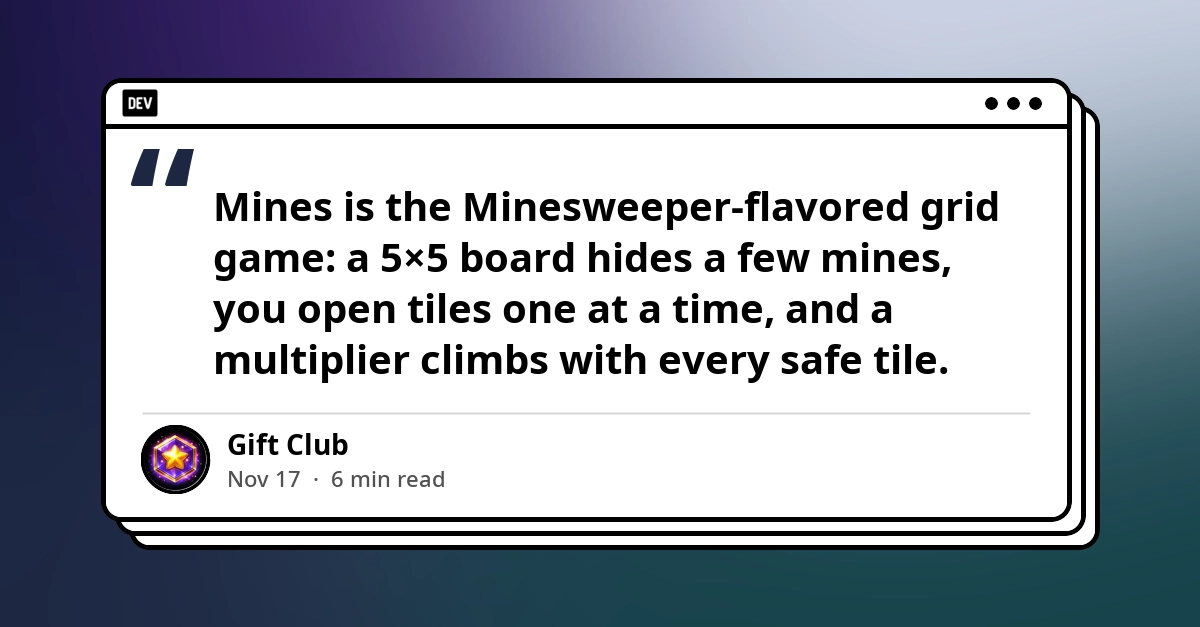 DEV
“
Mines is the Minesweeper-flavored grid
game: a 5×5 board hides a few mines,
you open tiles one at a time, and a
multiplier climbs with every safe tile.
Gift Club
Nov 17 · 6 min read